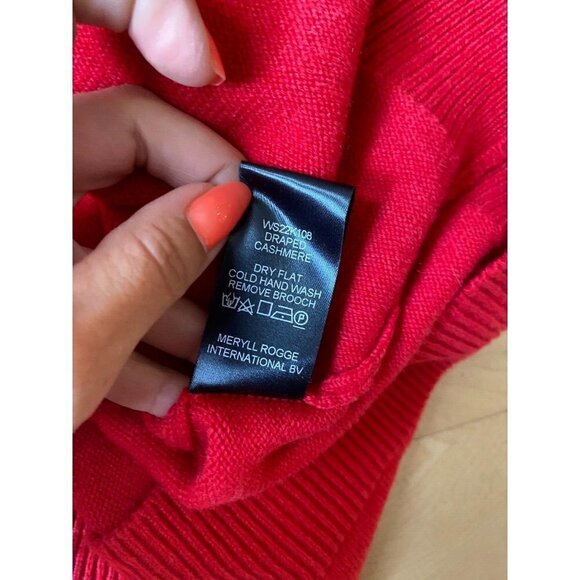 WS22K108
DRAPED
CASHMERE
DRY FLAT
COLD HAND WASH
REMOVE BROOCH
P
MERYLL ROGGE
INTERNATIONAL BV